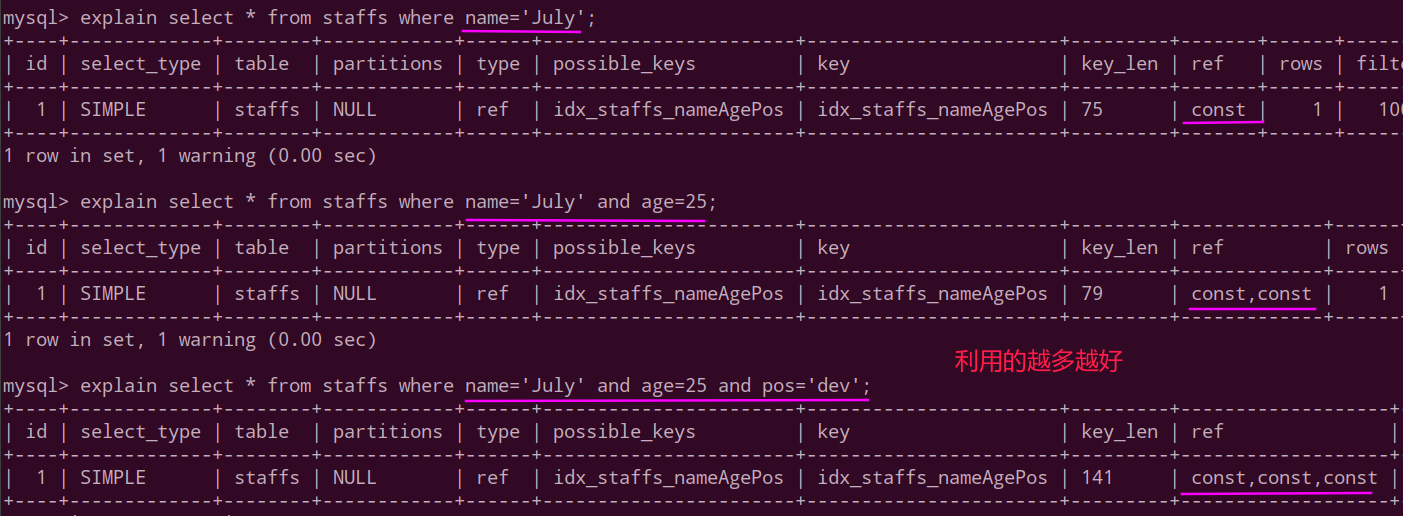 mysql> explain select * from staffs where name='July';
+----+-------------+--------+------------+------+-----------------------+-----------------------+---------+-------+------+-----
| id | select_type | table  | partitions | type | possible_keys         | key                   | key_len | ref   | rows | filt
+----+-------------+--------+------------+------+-----------------------+-----------------------+---------+-------+------+-----
|  1 | SIMPLE      | staffs | NULL       | ref  | idx_staffs_nameAgePos | idx_staffs_nameAgePos | 75      | const |    1 |   10
+----+-------------+--------+------------+------+-----------------------+-----------------------+---------+-------+------+-----
1 row in set, 1 warning (0.00 sec)
mysql> explain select * from staffs where name='July' and age=25;
+----+-------------+--------+------------+------+-----------------------+-----------------------+---------+-------------+------
| id | select_type | table  | partitions | type | possible_keys         | key                   | key_len | ref         | rows
+----+-------------+--------+------------+------+-----------------------+-----------------------+---------+-------------+------
|  1 | SIMPLE      | staffs | NULL       | ref  | idx_staffs_nameAgePos | idx_staffs_nameAgePos | 79      | const,const |    1
+----+-------------+--------+------------+------+-----------------------+-----------------------+---------+-------------+------
1 row in set, 1 warning (0.00 sec)
利用的越多越好
mysql> explain select * from staffs where name='July' and age=25 and pos='dev';
+----+-------------+--------+------------+------+-----------------------+-----------------------+---------+-------------------+
| id | select_type | table  | partitions | type | possible_keys         | key                   | key_len | ref               |
+----+-------------+--------+------------+------+-----------------------+-----------------------+---------+-------------------+
|  1 | SIMPLE      | staffs | NULL       | ref  | idx_staffs_nameAgePos | idx_staffs_nameAgePos | 141     | const,const,const |
+----+-------------+--------+------------+------+-----------------------+-----------------------+---------+-------------------+